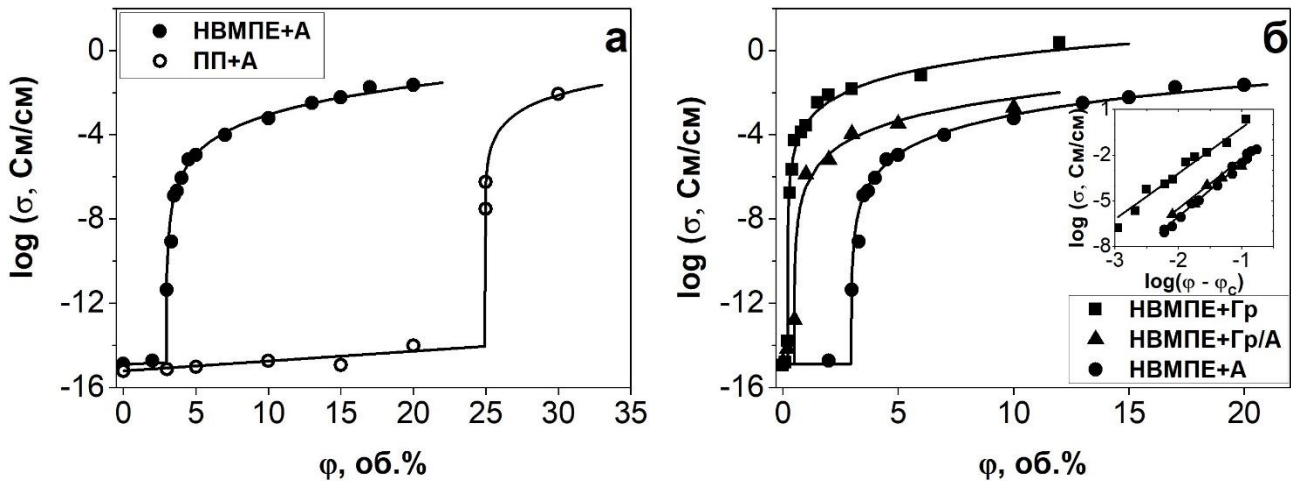 а
НВМПЕ+А
ПП+А
log (σ, См/см)
0
-4
-8
-12
-16
0 5 10 15 20 25 30 35
φ, об.%
б
log (σ, См/см)
0
-4
-8
-12
-16
0 5 10 15 20
φ, об.%
log (σ, См/см)
1
-2
-5
-8
-3 -2 -1
log(φ - φc)
НВМПЕ+Гр
НВМПЕ+Гр/А
НВМПЕ+А